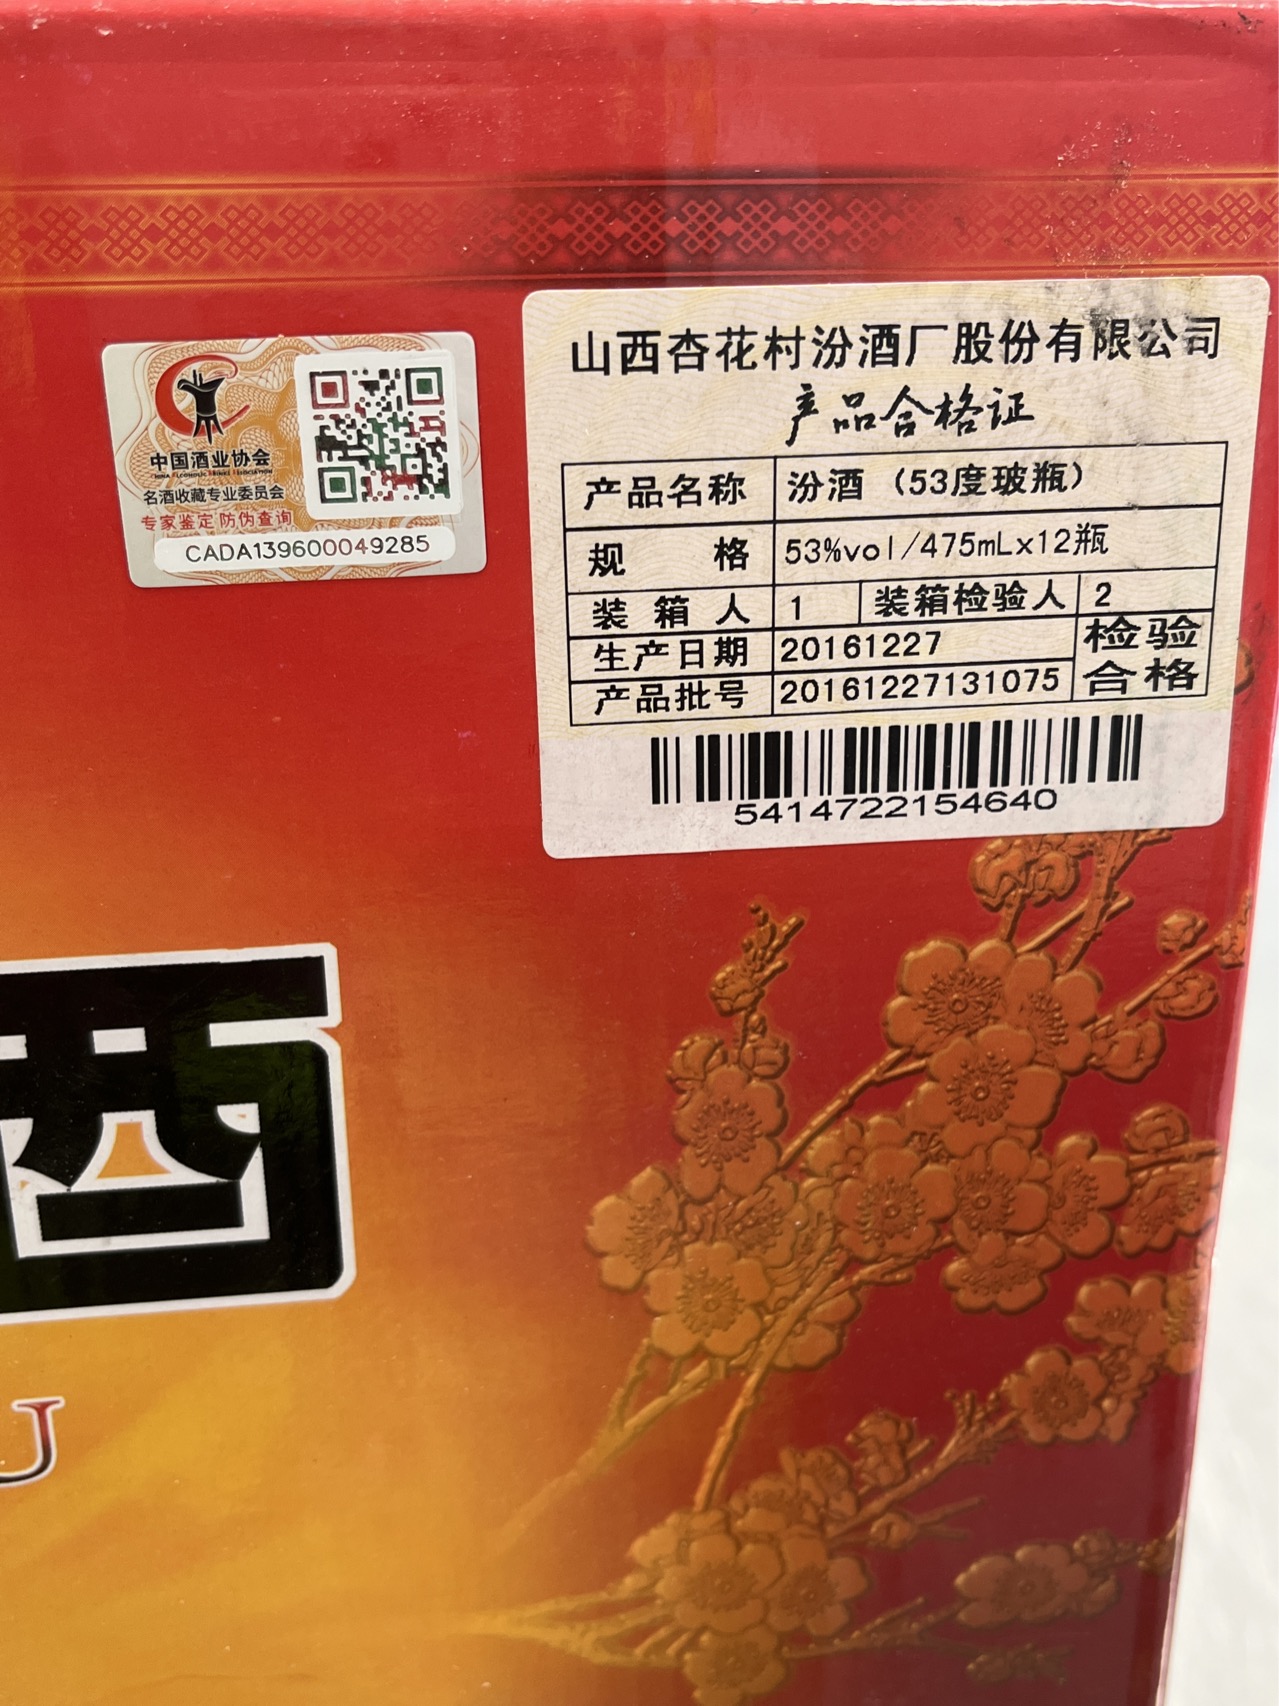 中国酒业协会
CHINA ALCOHOLIC DRINKS ASSOCIATION
名酒收藏专业委员会
专家鉴定 防伪查询
CADA139600049285
山西杏花村汾酒厂股份有限公司
产品合格证
产品名称 汾酒（53度玻瓶）
规格 53%vol/475mLx12瓶
装箱人 1 装箱检验人 2
生产日期 20161227 检验
产品批号 20161227131075 合格
5414722154640
U